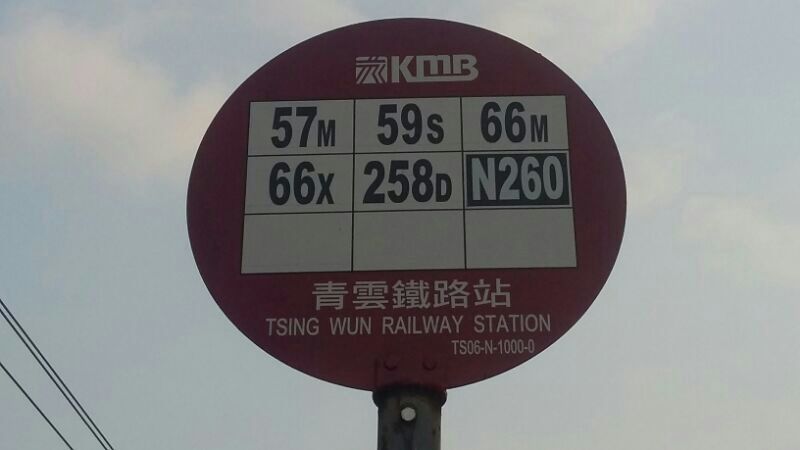 KMB
57M 59S 66M
66X 258D N260
青雲鐵路站
TSING WUN RAILWAY STATION
TS06-N-1000-0